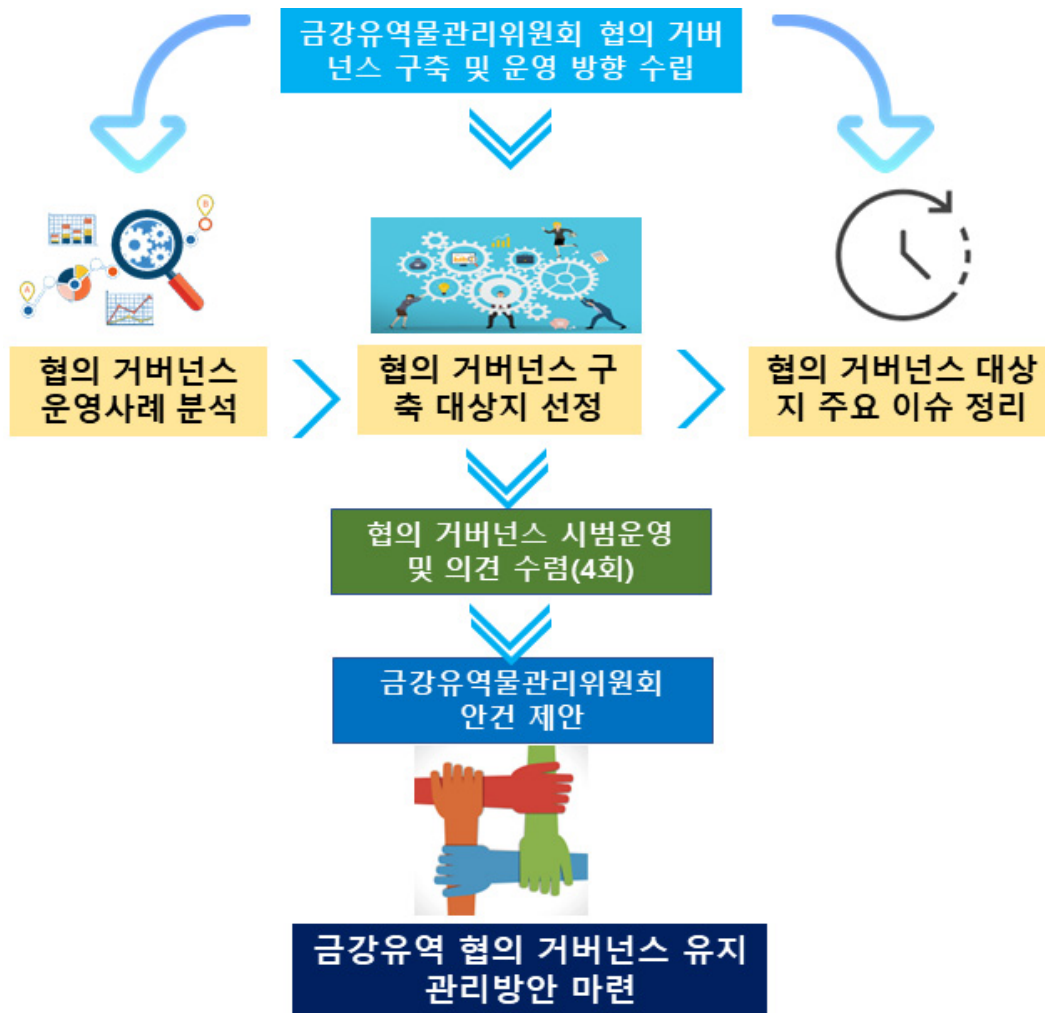 금강유역물관리위원회 협의 거버
넌스 구축 및 운영 방향 수립
B
A
협의 거버넌스
운영사례 분석
협의 거버넌스 구
축 대상지 선정
협의 거버넌스 대상
지 주요 이슈 정리
협의 거버넌스 시범운영
및 의견 수렴(4회)
금강유역물관리위원회
안건 제안
금강유역 협의 거버넌스 유지
관리방안 마련